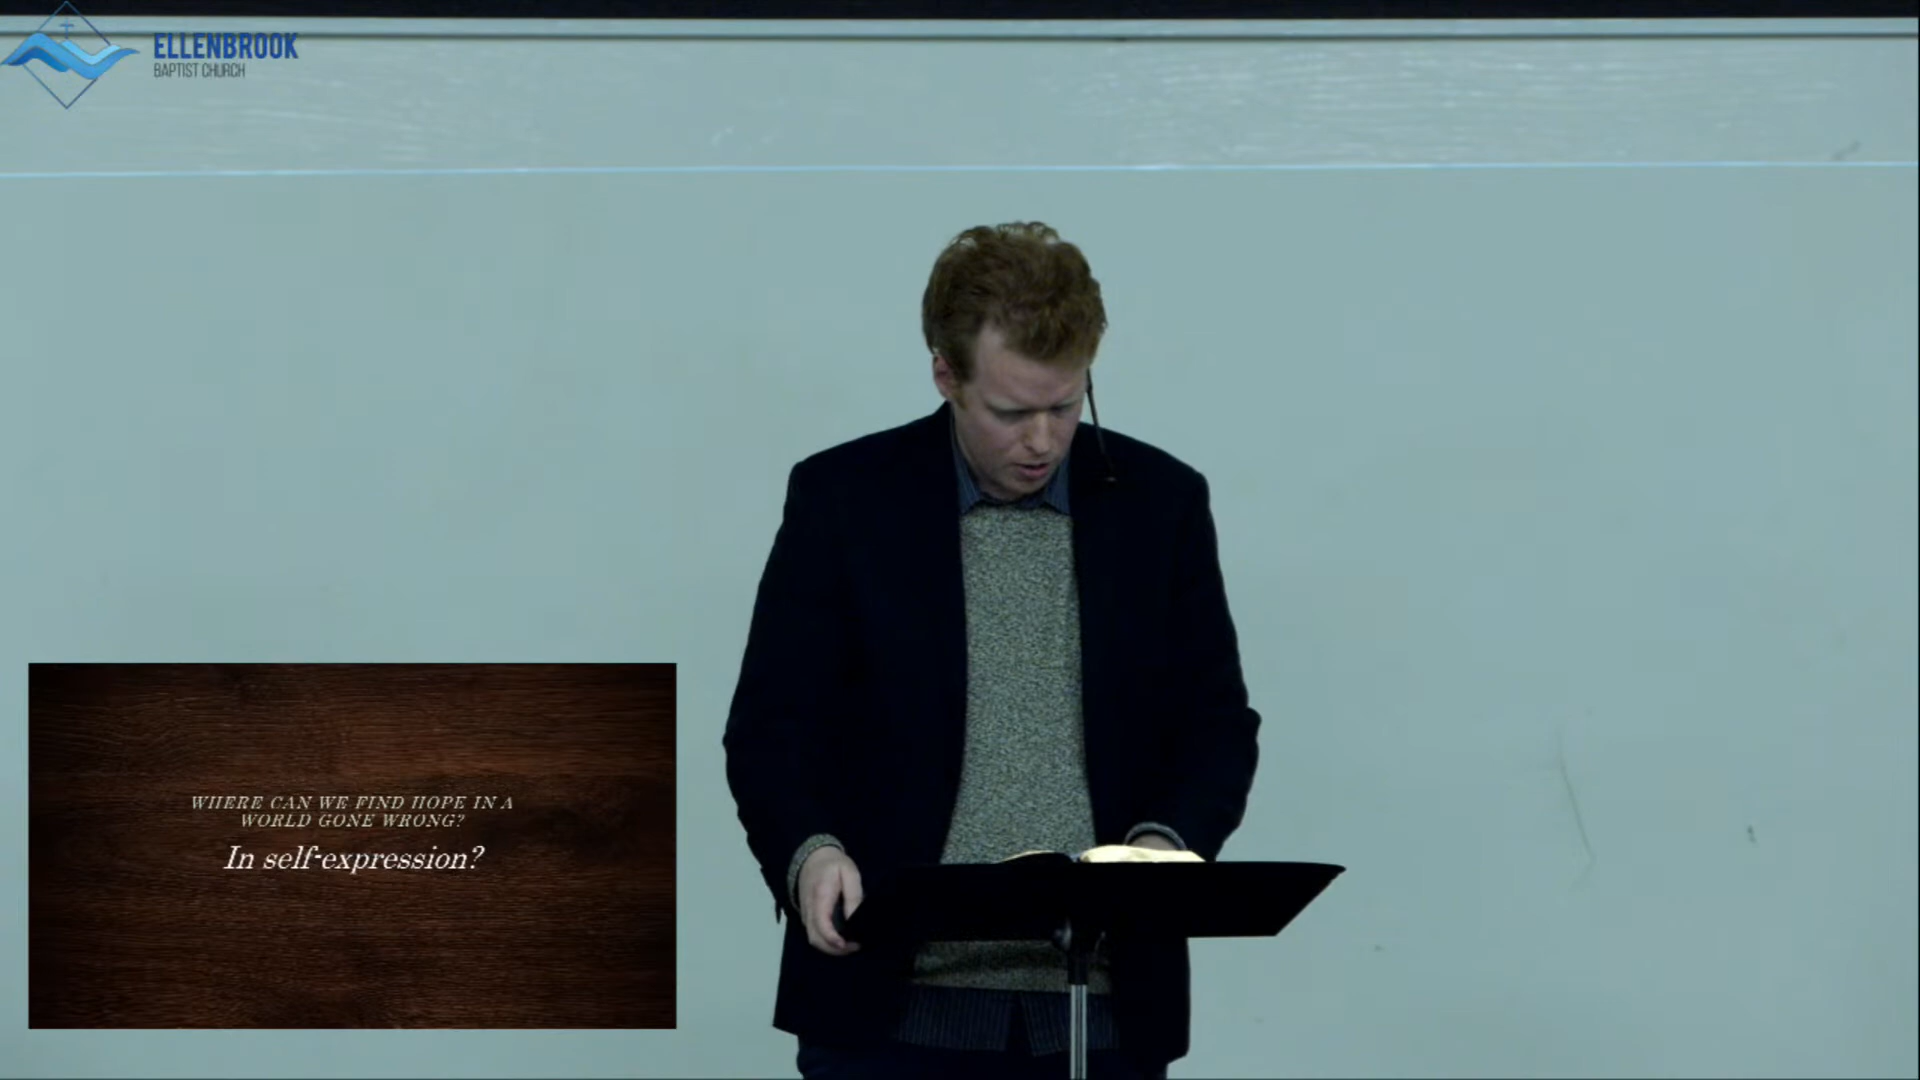 ELLENBROOK
BAPTIST CHURCH
WHERE CAN WE FIND HOPE IN A
WORLD GONE WRONG?
In self-expression?